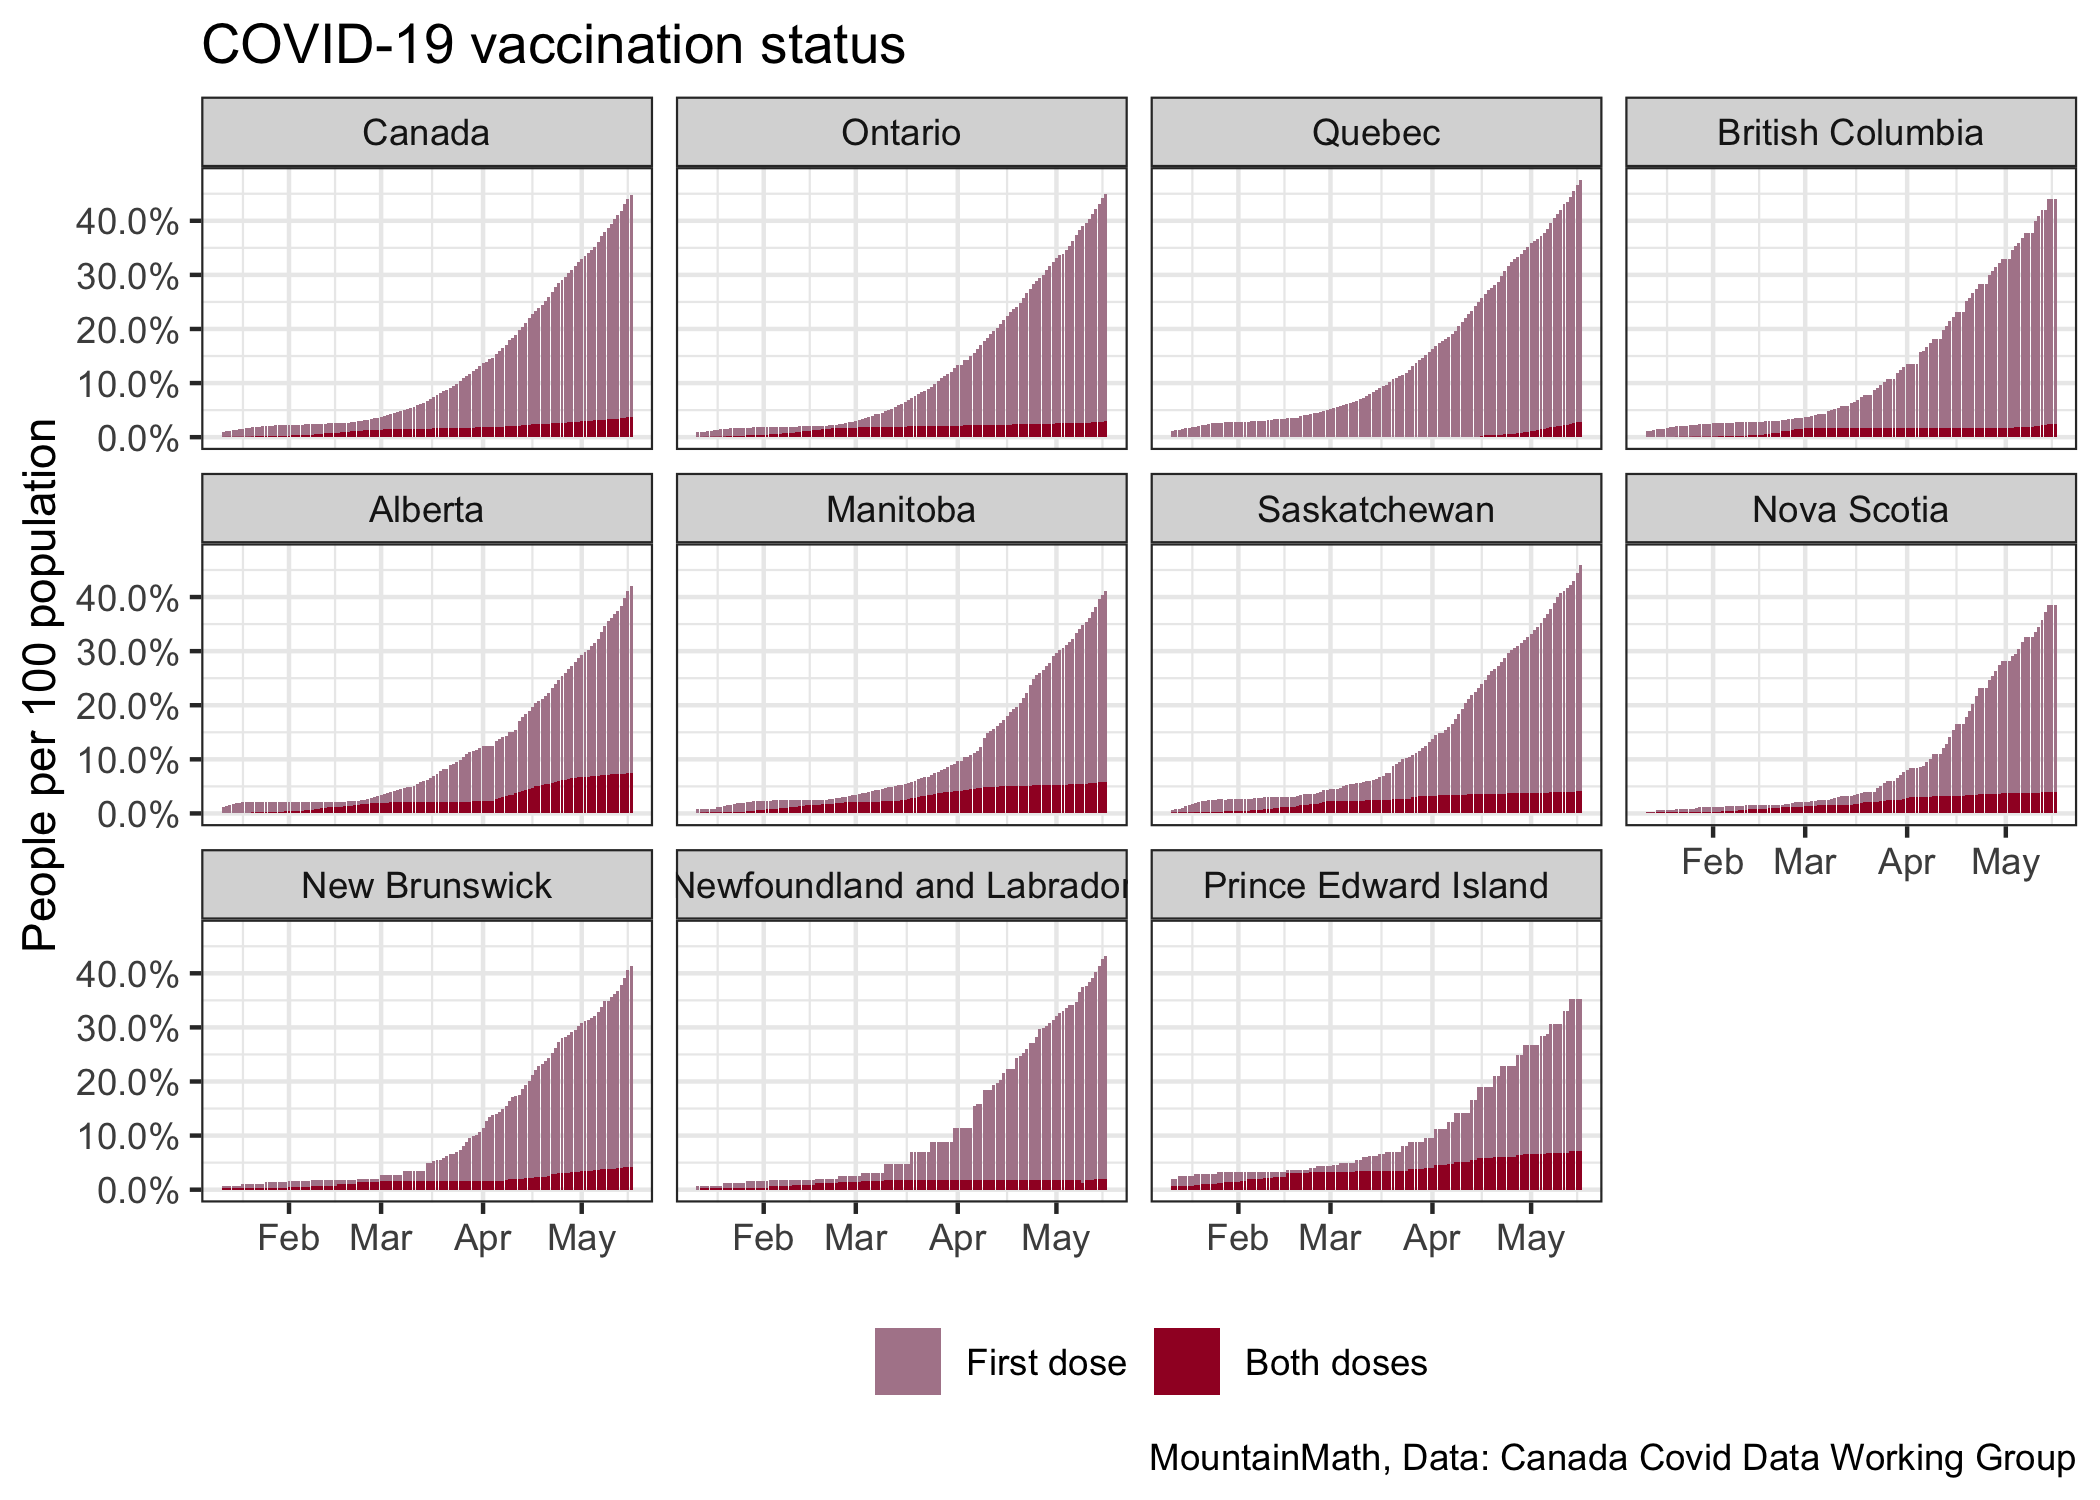 COVID-19 vaccination status
Canada
Ontario
Quebec
British Columbia
40.0%
30.0%
20.0%
10.0%
0.0%
Alberta
Manitoba
Saskatchewan
Nova Scotia
40.0%
30.0%
20.0%
10.0%
0.0%
Feb Mar Apr May
New Brunswick
Newfoundland and Labrador
Prince Edward Island
40.0%
30.0%
20.0%
10.0%
0.0%
Feb Mar Apr May
Feb Mar Apr May
Feb Mar Apr May
People per 100 population
First dose
Both doses
MountainMath, Data: Canada Covid Data Working Group